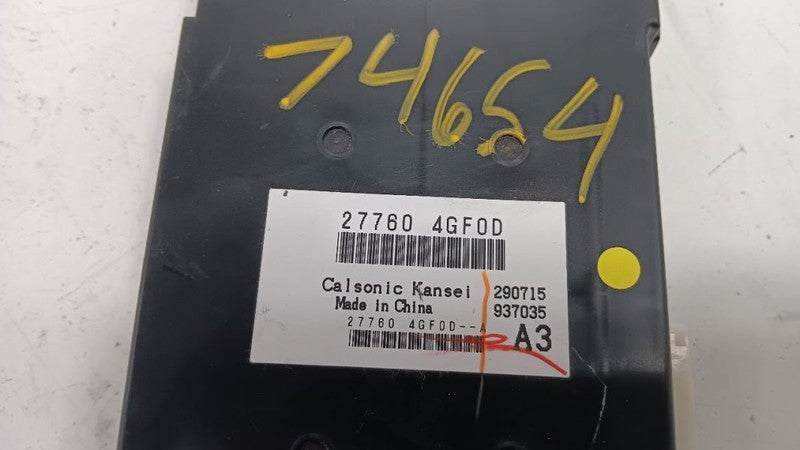 74654
27760 4GF0D
Calsonic Kansei 290715
Made in China 937035
27760 4GF0D--A
A3